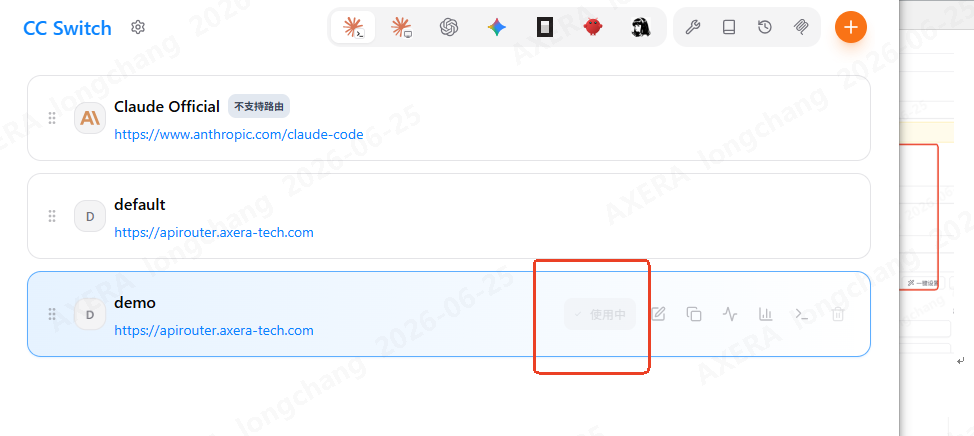 CC Switch
Claude Official 不支持路由
https://www.anthropic.com/claude-code
D
default
https://apirouter.axera-tech.com
D
demo
https://apirouter.axera-tech.com
使用中
AXERA longchang 2026-06-25